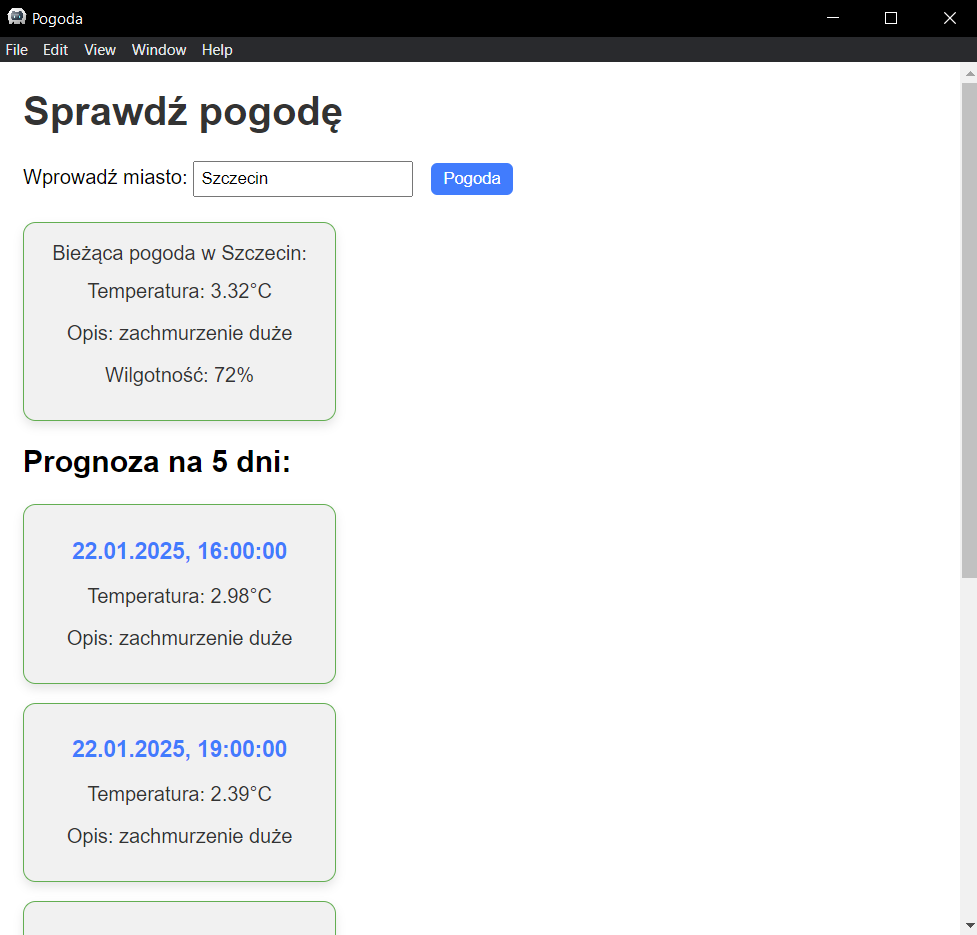 Pogoda
File Edit View Window Help
Sprawdź pogodę
Wprowadź miasto: Szczecin Pogoda
Bieżąca pogoda w Szczecin:
Temperatura: 3.32°C
Opis: zachmurzenie duże
Wilgotność: 72%
Prognoza na 5 dni:
22.01.2025, 16:00:00
Temperatura: 2.98°C
Opis: zachmurzenie duże
22.01.2025, 19:00:00
Temperatura: 2.39°C
Opis: zachmurzenie duże